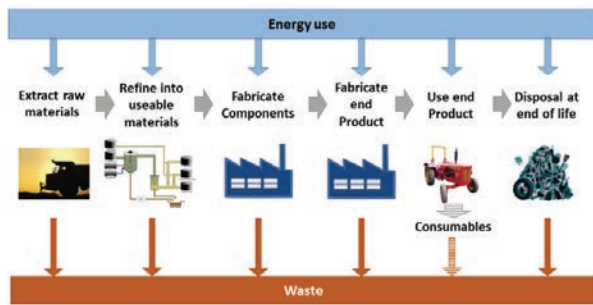 Energy use
Extract raw
materials
Refine into
useable
materials
Fabricate
Components
Fabricate
end
Product
Use end
Product
Disposal at
end of life
Consumables
Waste